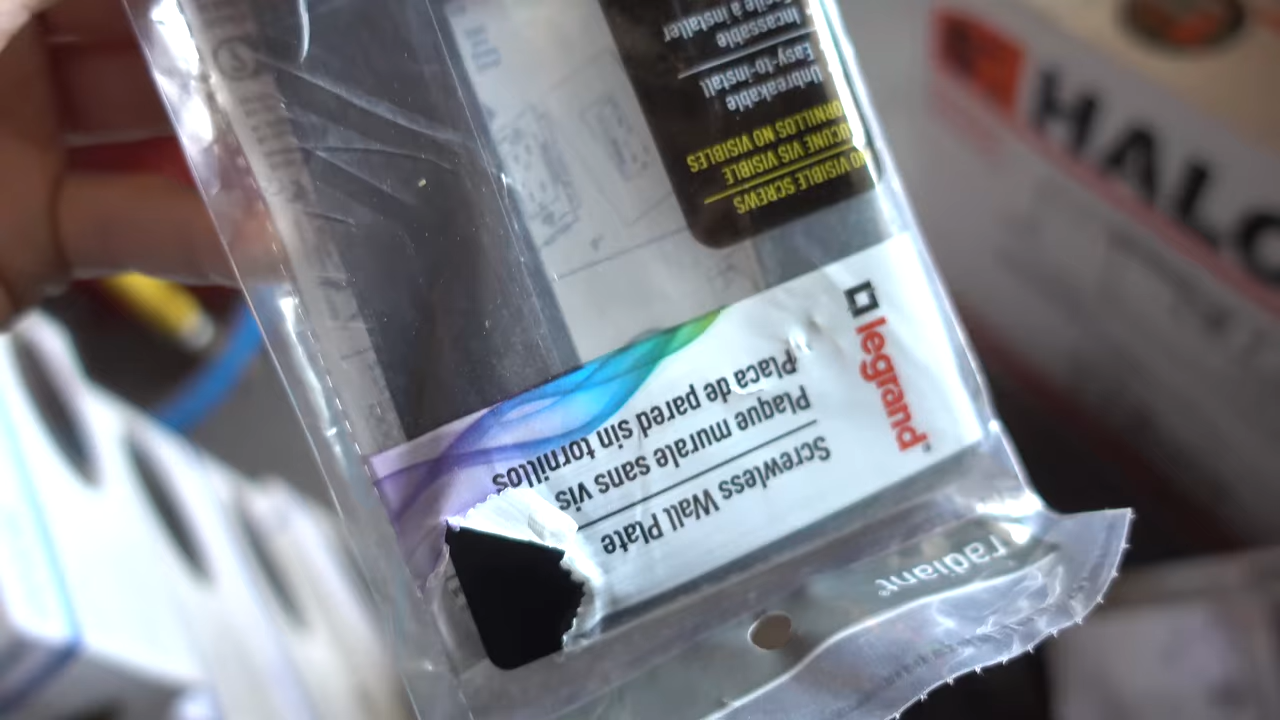 radiant
legrand®
Screwless Wall Plate
Plaque murale sans vis
Placa de pared sin tornillos
NO VISIBLE SCREWS
AUCUNE VIS VISIBLE
TORNILLOS NO VISIBLES
Unbreakable
Easy-to-install
Incassable
Facile à installer
HALO